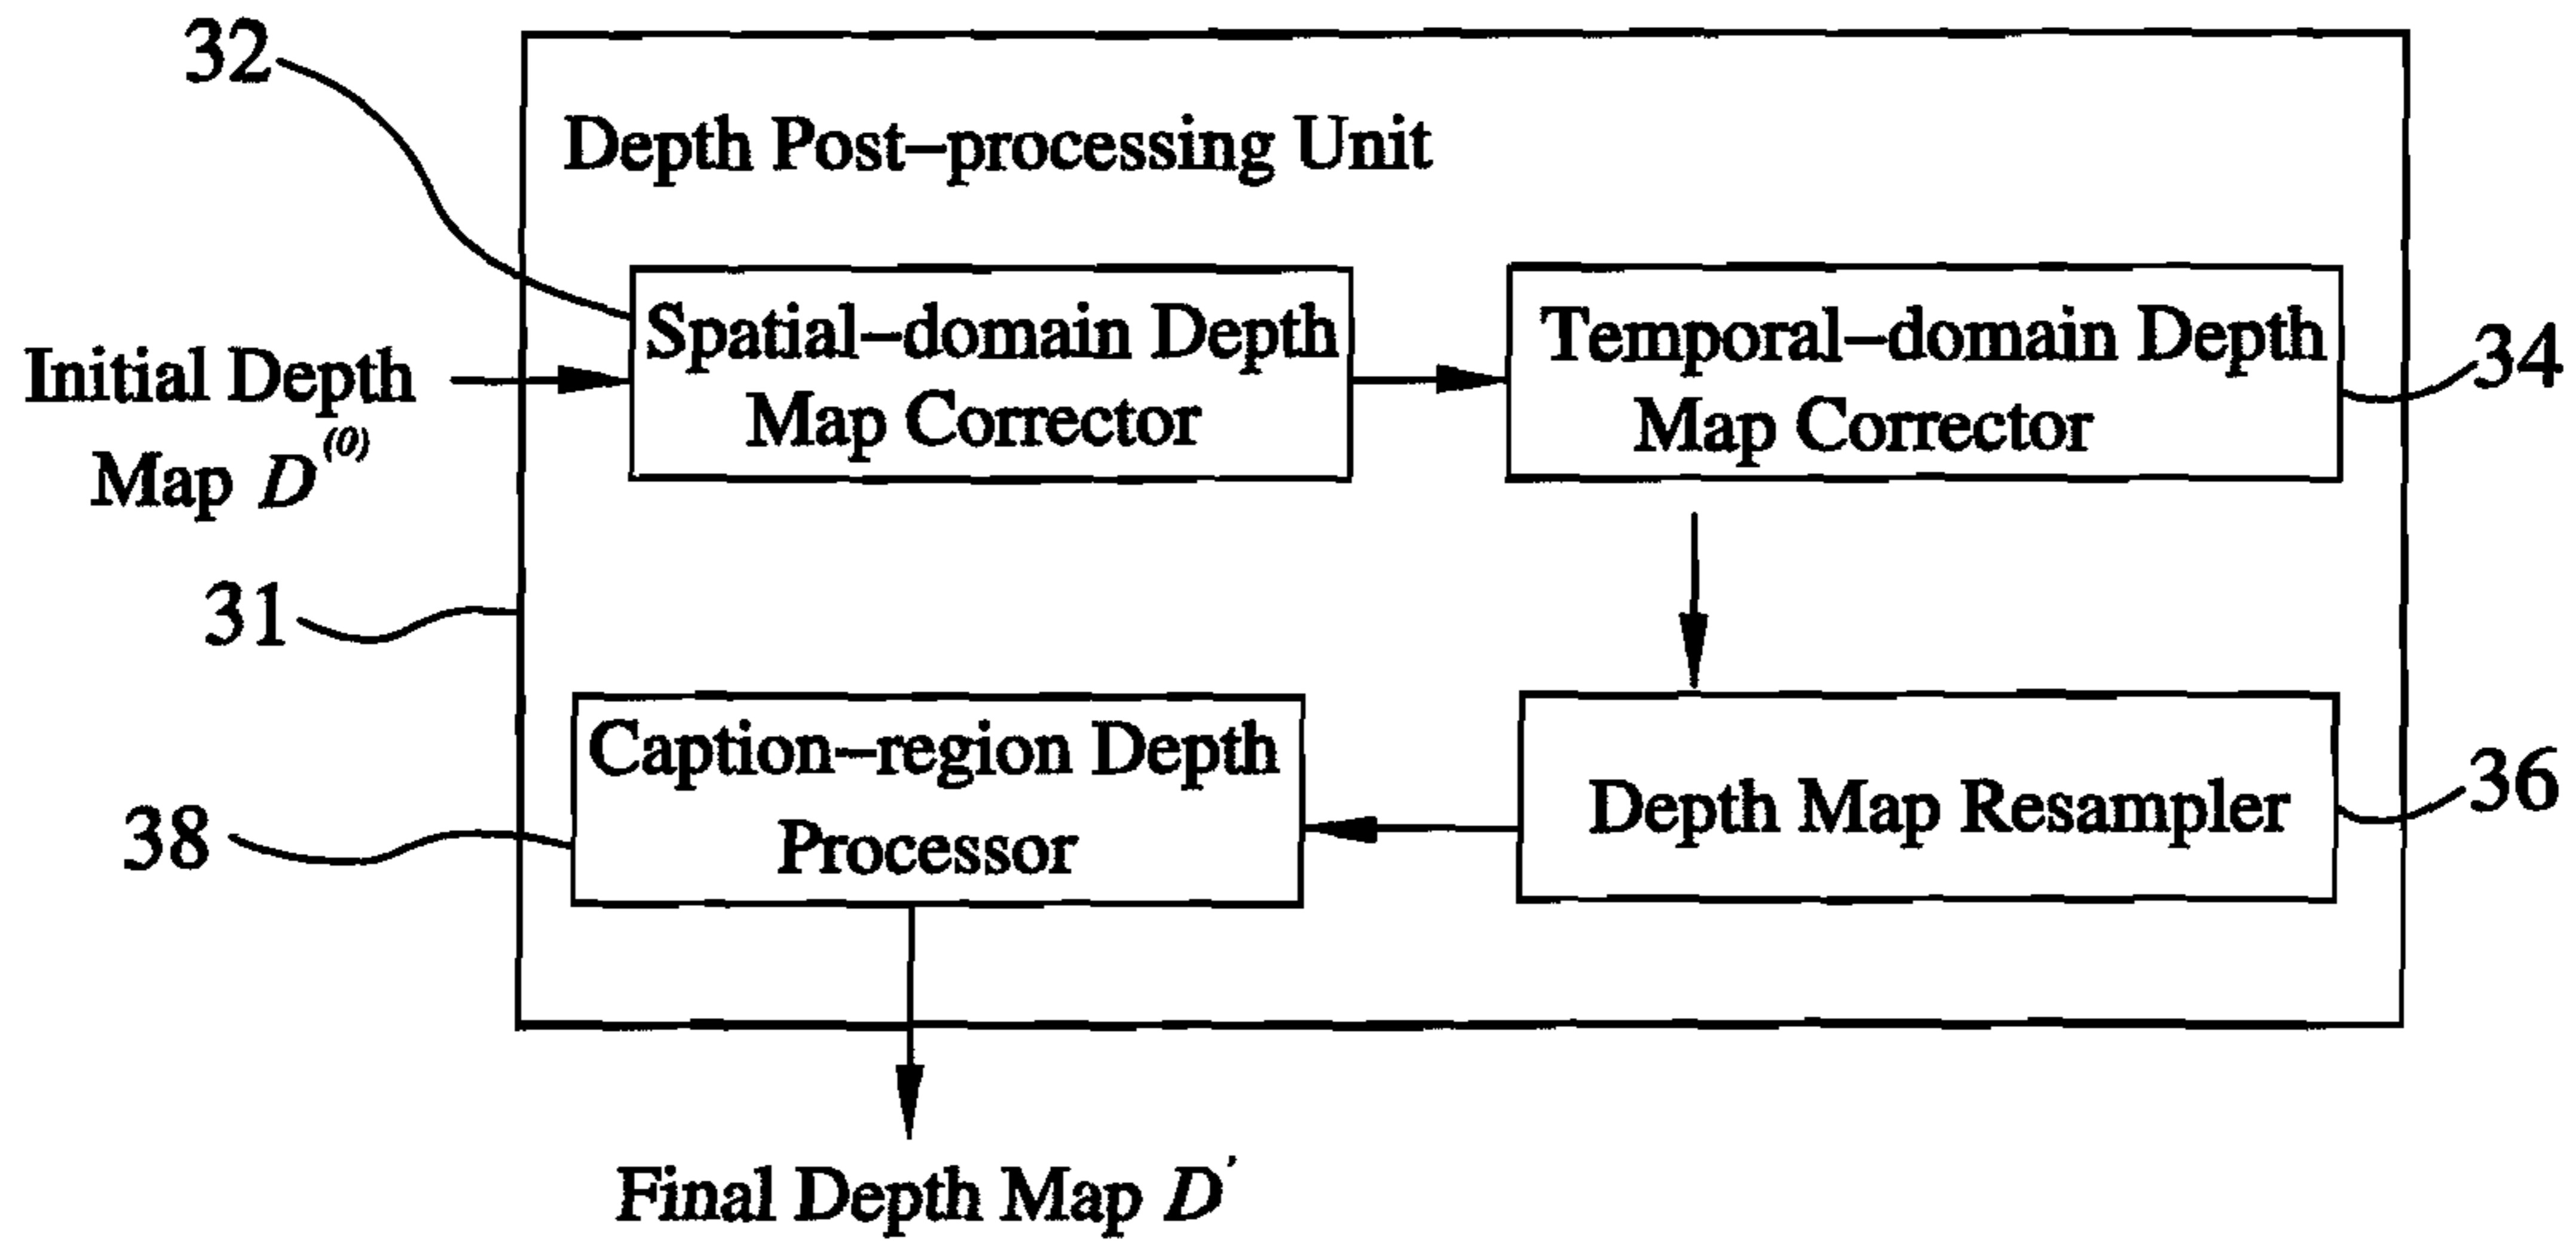 32
Depth Post-processing Unit
Spatial-domain Depth
Map Corrector
Temporal-domain Depth
Map Corrector
34
Initial Depth
Map D(0)
31
Caption-region Depth
Processor
38
Depth Map Resampler
36
Final Depth Map D'